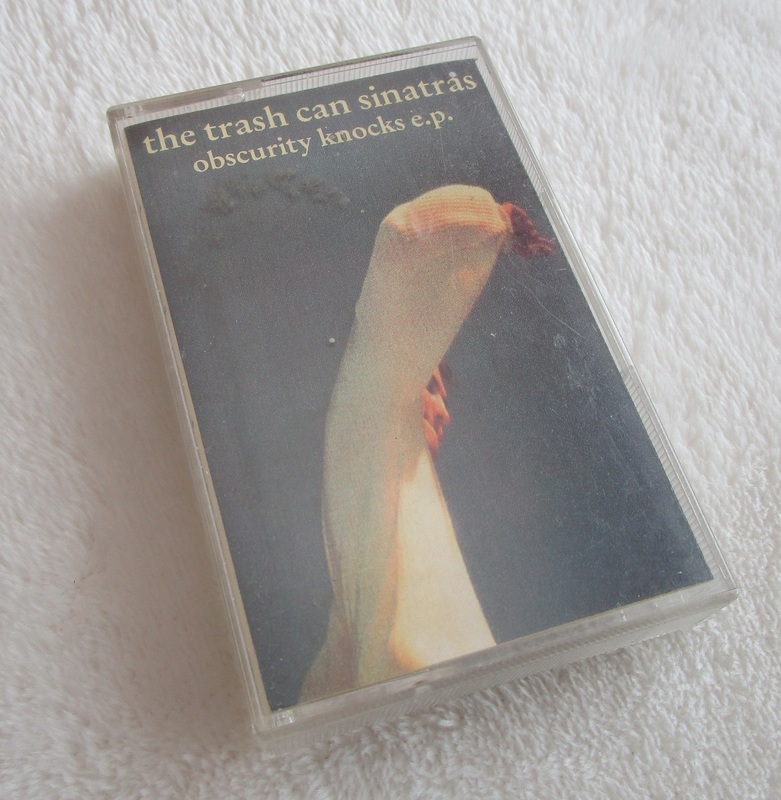 the trash can sinatras
obscurity knocks e.p.